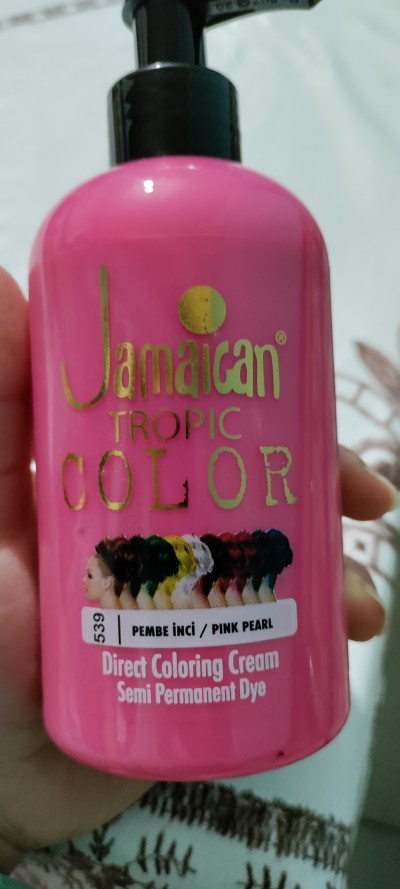 Jamaican®
TROPIC
COLOR
539 PEMBE İNCİ / PINK PEARL
Direct Coloring Cream
Semi Permanent Dye